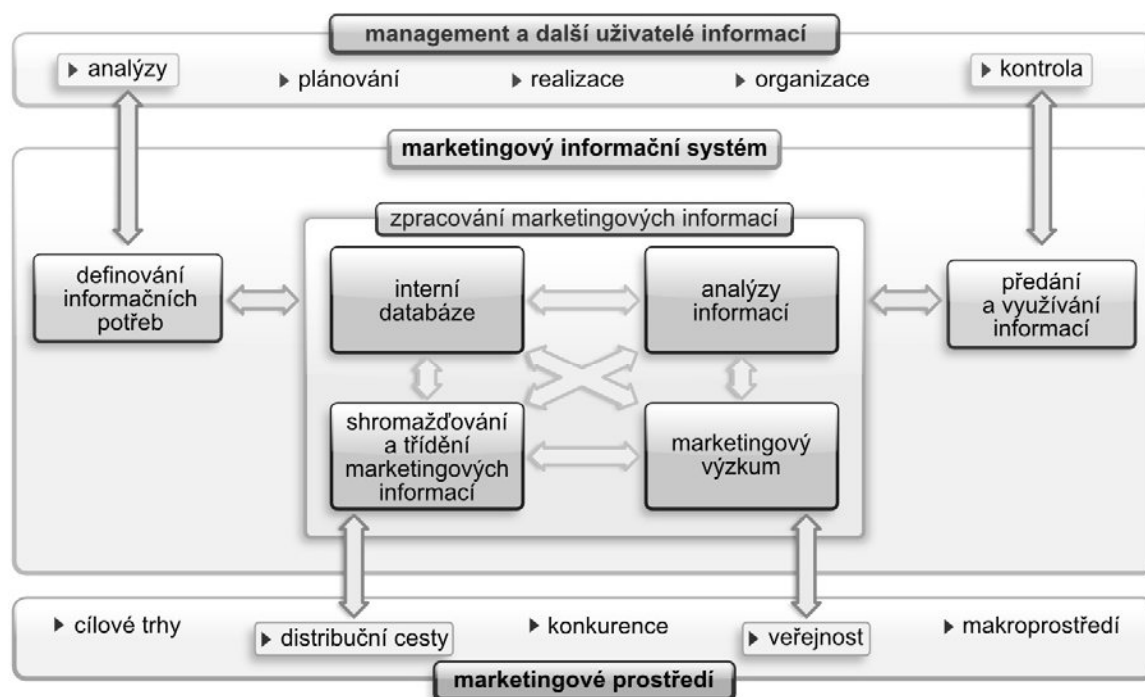 management a další uživatelé informací
analýzy
plánování
realizace
organizace
kontrola
marketingový informační systém
zpracování marketingových informací
definování
informačních
potřeb
interní
databáze
analýzy
informací
předání
a využívání
informací
shromažďování
a třídění
marketingových
informací
marketingový
výzkum
cílové trhy
distribuční cesty
konkurence
veřejnost
makroprostředí
marketingové prostředí